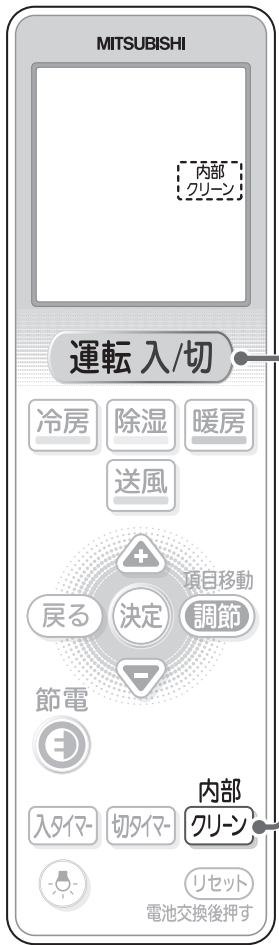 MITSUBISHI
内部
クリーン
運転 入/切
冷房 除湿 暖房
送風
項目移動
戻る 決定 調節
節電
内部
入タイマー 切タイマー クリーン
リセット
電池交換後押す